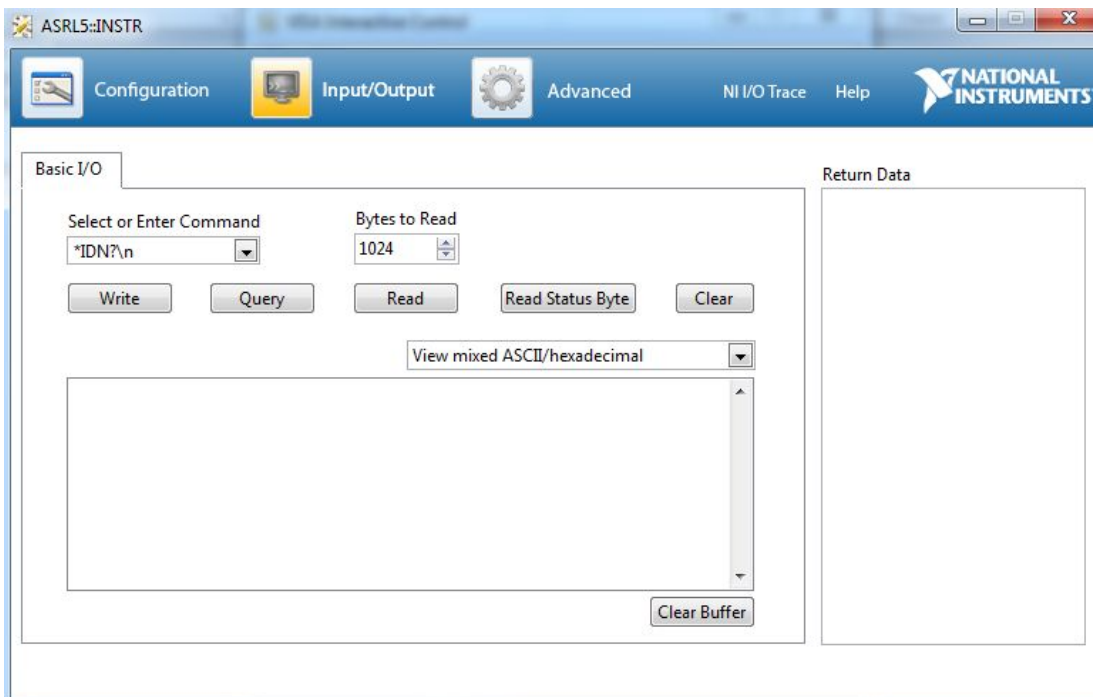 ASRL5::INSTR
Configuration
Input/Output
Advanced
NI I/O Trace
Help
NATIONAL
INSTRUMENTS
Basic I/O
Return Data
Select or Enter Command
Bytes to Read
*IDN?\n
1024
Write
Query
Read
Read Status Byte
Clear
View mixed ASCII/hexadecimal
Clear Buffer